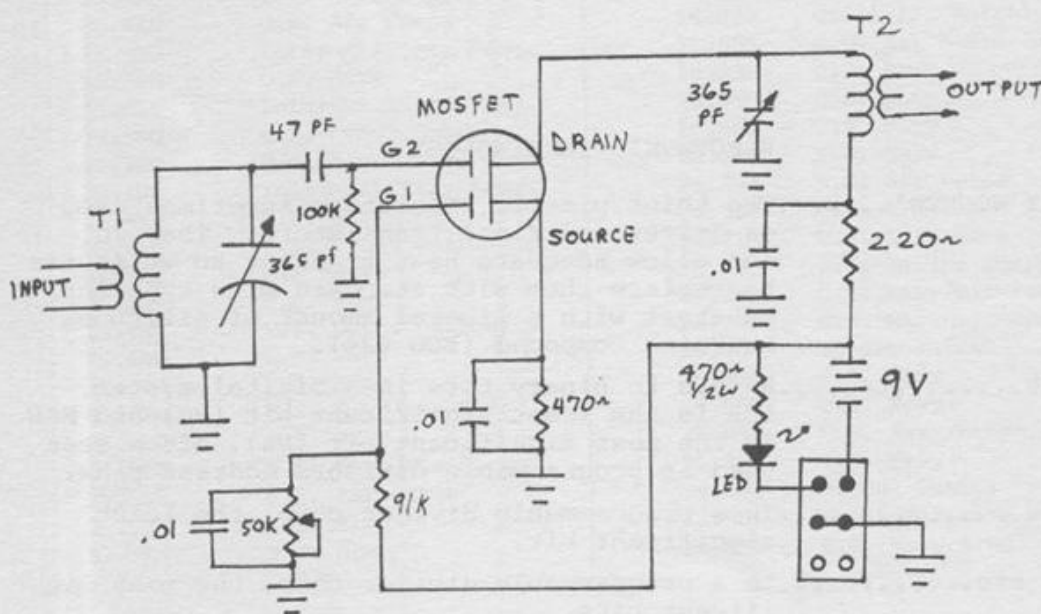 T2
365
PF
OUTPUT
MOSFET
47 PF
DRAIN
G2
G1
100K
T1
SOURCE
220~
365 Pf
.01
INPUT
470~
1/2W
9V
.01
470~
LED
91K
.01
50K